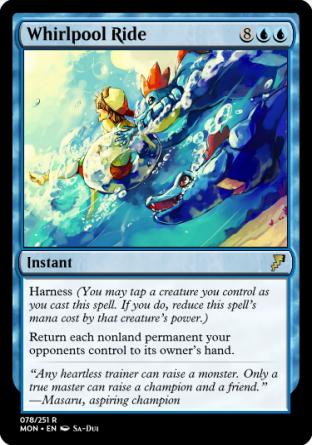 Whirlpool Ride 8
Instant
Harness (You may tap a creature you control as
you cast this spell. If you do, reduce this spell's
mana cost by that creature's power.)
Return each nonland permanent your
opponents control to its owner's hand.
“Any heartless trainer can raise a monster. Only a
true master can raise a champion and a friend.”
—Masaru, aspiring champion
078/251 R
MON • EN Sa-Dui